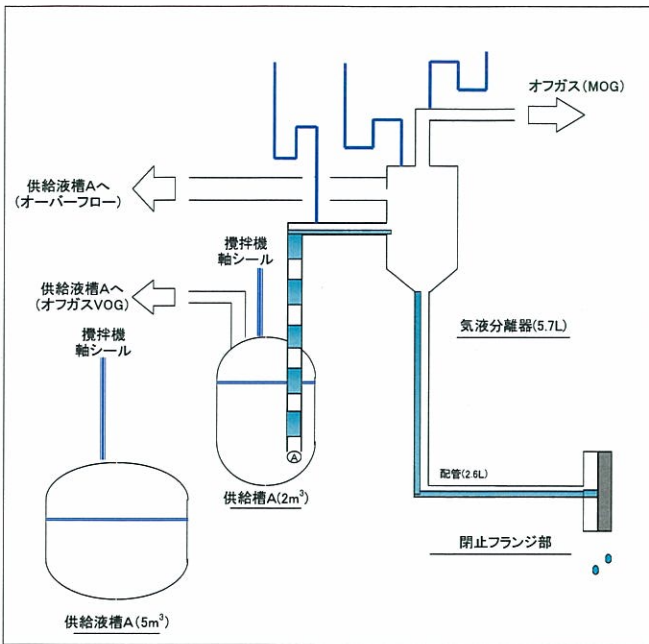 オフガス(MOG)
供給液槽Aへ
(オーバーフロー)
攪拌機
軸シール
供給液槽Aへ
(オフガスVOG)
攪拌機
軸シール
気液分離器(5.7L)
A
配管(2.6L)
供給槽A(2m³)
閉止フランジ部
供給液槽A(5m³)